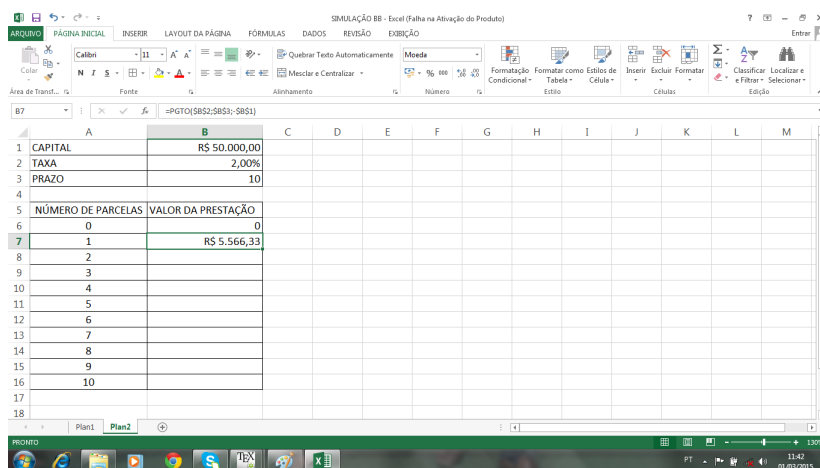 SIMULAÇÃO BB - Excel (Falha na Ativação do Produto)
ARQUIVO PÁGINA INICIAL INSERIR LAYOUT DA PÁGINA FÓRMULAS DADOS REVISÃO EXIBIÇÃO Entrar
Calibri 11 A A Quebrar Texto Automaticamente Moeda
Colar N I S A Mesclar e Centralizar % 000
Formatação Condicional Formatar como Tabela Estilos de Célula Inserir Excluir Formatar Classificar e Filtrar Localizar e Selecionar
Área de Transf... Fonte Alinhamento Número Estilo Células Edição
B7 fx =PGTO($B$2;$B$3;-$B$1)
A B C D E F G H I J K L M
1 CAPITAL R$ 50.000,00
2 TAXA 2,00%
3 PRAZO 10
4
5 NÚMERO DE PARCELAS VALOR DA PRESTAÇÃO
6 0 0
7 1 R$ 5.566,33
8 2
9 3
10 4
11 5
12 6
13 7
14 8
15 9
16 10
17
18
Plan1 Plan2
PRONTO 130%
PT 11:42
01/03/2015